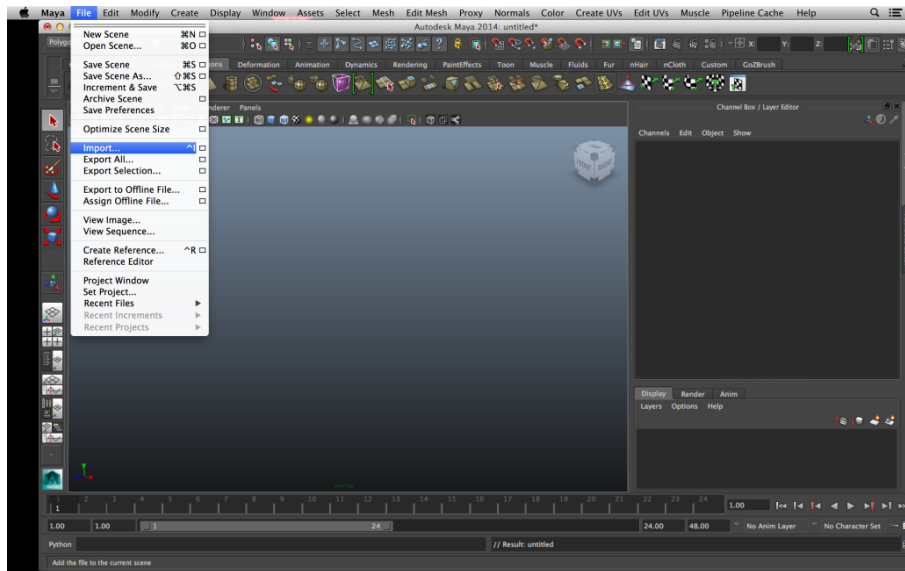 Maya File Edit Modify Create Display Window Assets Select Mesh Edit Mesh Proxy Normals Color Create UVs Edit UVs Muscle Pipeline Cache Help
Autodesk Maya 2014: untitled*
New Scene ⌘N
Open Scene... ⌘O
Save Scene ⌘S
Save Scene As... ⇧⌘S
Increment & Save ⌥⌘S
Archive Scene
Save Preferences
Optimize Scene Size
Import... ^I
Export All...
Export Selection...
Export to Offline File...
Assign Offline File...
View Image...
View Sequence...
Create Reference... ^R
Reference Editor
Project Window
Set Project...
Recent Files
Recent Increments
Recent Projects
X: Y: Z:
Deformation Animation Dynamics Rendering PaintEffects Toon Muscle Fluids Fur nHair nCloth Custom GoZBrush
Panels
FRONT RIGHT
Channel Box / Layer Editor
Channels Edit Object Show
Display Render Anim
Layers Options Help
Y
1 2 3 4 5 6 7 8 9 10 11 12 13 14 15 16 17 18 19 20 21 22 23 24
1 1.00
1.00 1.00 1 24 24.00 48.00 No Anim Layer No Character Set
Python // Result: untitled
Add the file to the current scene